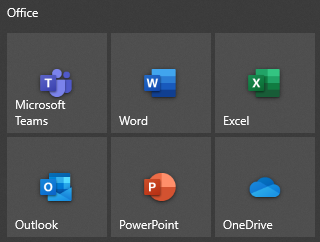 Office
Microsoft
Teams
Word
Excel
Outlook
PowerPoint
OneDrive